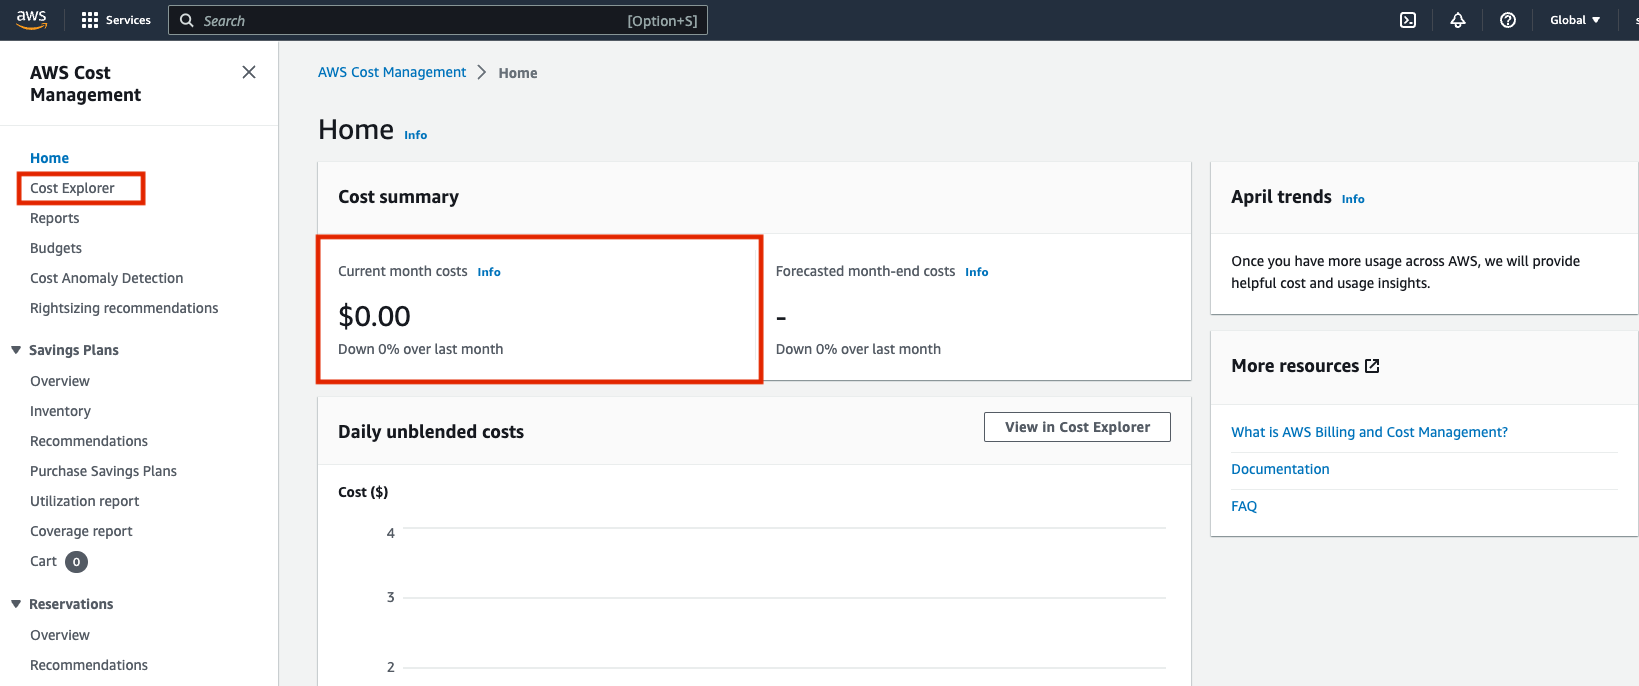 aws
Services
Search
[Option+S]
Global
AWS Cost
Management
Home
Cost Explorer
Reports
Budgets
Cost Anomaly Detection
Rightsizing recommendations
Savings Plans
Overview
Inventory
Recommendations
Purchase Savings Plans
Utilization report
Coverage report
Cart 0
Reservations
Overview
Recommendations
AWS Cost Management > Home
Home Info
Cost summary
Current month costs Info
$0.00
Down 0% over last month
Forecasted month-end costs Info
-
Down 0% over last month
Daily unblended costs
View in Cost Explorer
Cost ($)
4
3
2
April trends Info
Once you have more usage across AWS, we will provide
helpful cost and usage insights.
More resources
What is AWS Billing and Cost Management?
Documentation
FAQ